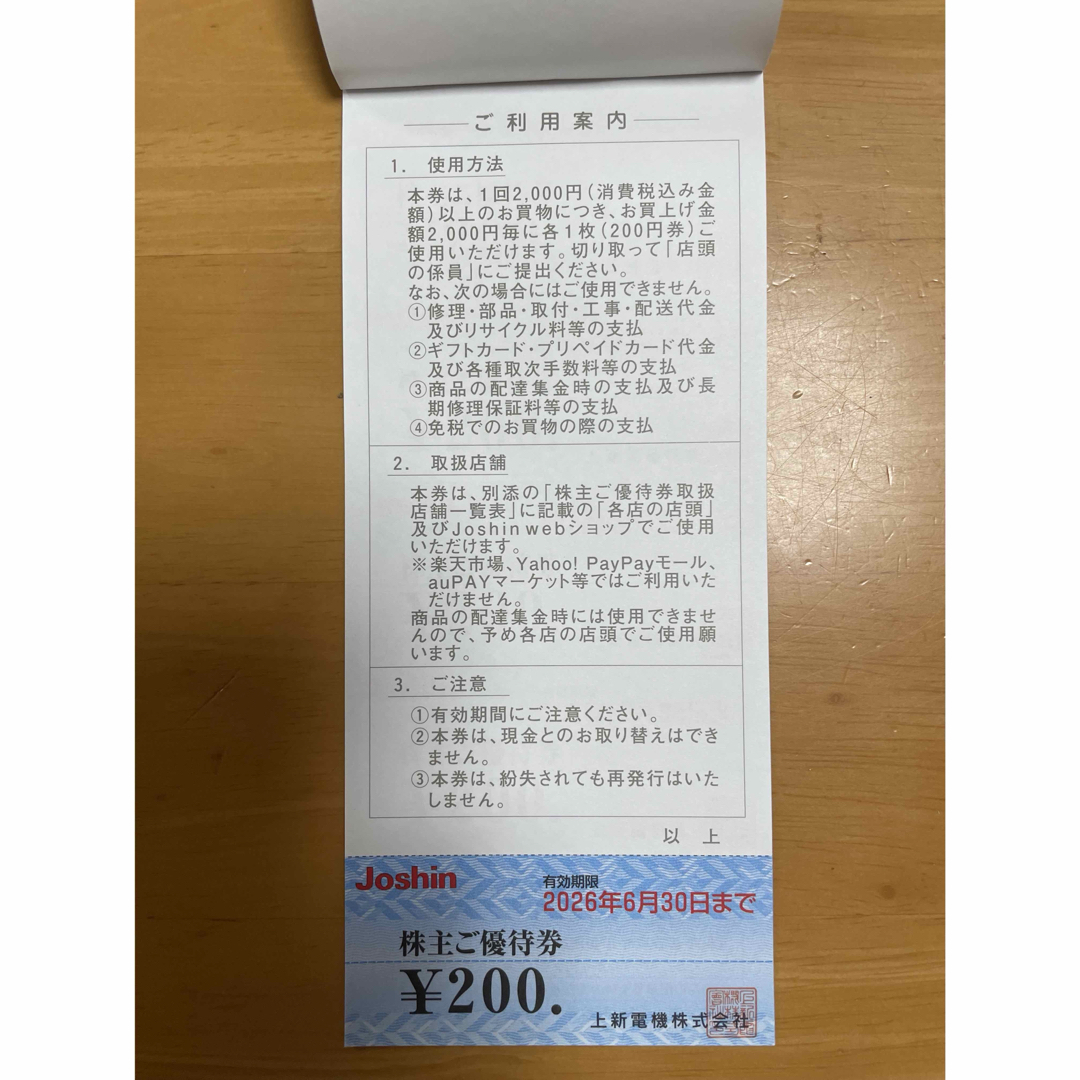 ご利用案内
1. 使用方法
本券は、1回2,000円(消費税込み金
額)以上のお買物につき、お買上げ金
額2,000円毎に各1枚(200円券)ご
使用いただけます。切り取って「店頭
の係員」にご提出ください。
なお、次の場合にはご使用できません。
①修理・部品・取付・工事・配送代金
及びリサイクル料等の支払
②ギフトカード・プリペイドカード代金
及び各種取次手数料等の支払
③商品の配達集金時の支払及び長
期修理保証料等の支払
④免税でのお買物の際の支払
2. 取扱店舗
本券は、別添の「株主ご優待券取扱
店舗一覧表」に記載の「各店の店頭」
及びJoshin webショップでご使用
いただけます。
※楽天市場、Yahoo! PayPayモール、
auPAYマーケット等ではご利用いた
だけません。
商品の配達集金時には使用できませ
んので、予め各店の店頭でご使用願
います。
3. ご注意
①有効期間にご注意ください。
②本券は、現金とのお取り替えはでき
ません。
③本券は、紛失されても再発行はいた
しません。
以上
Joshin
有効期限
2026年6月30日まで
株主ご優待券
¥200.
上新電機株式会社